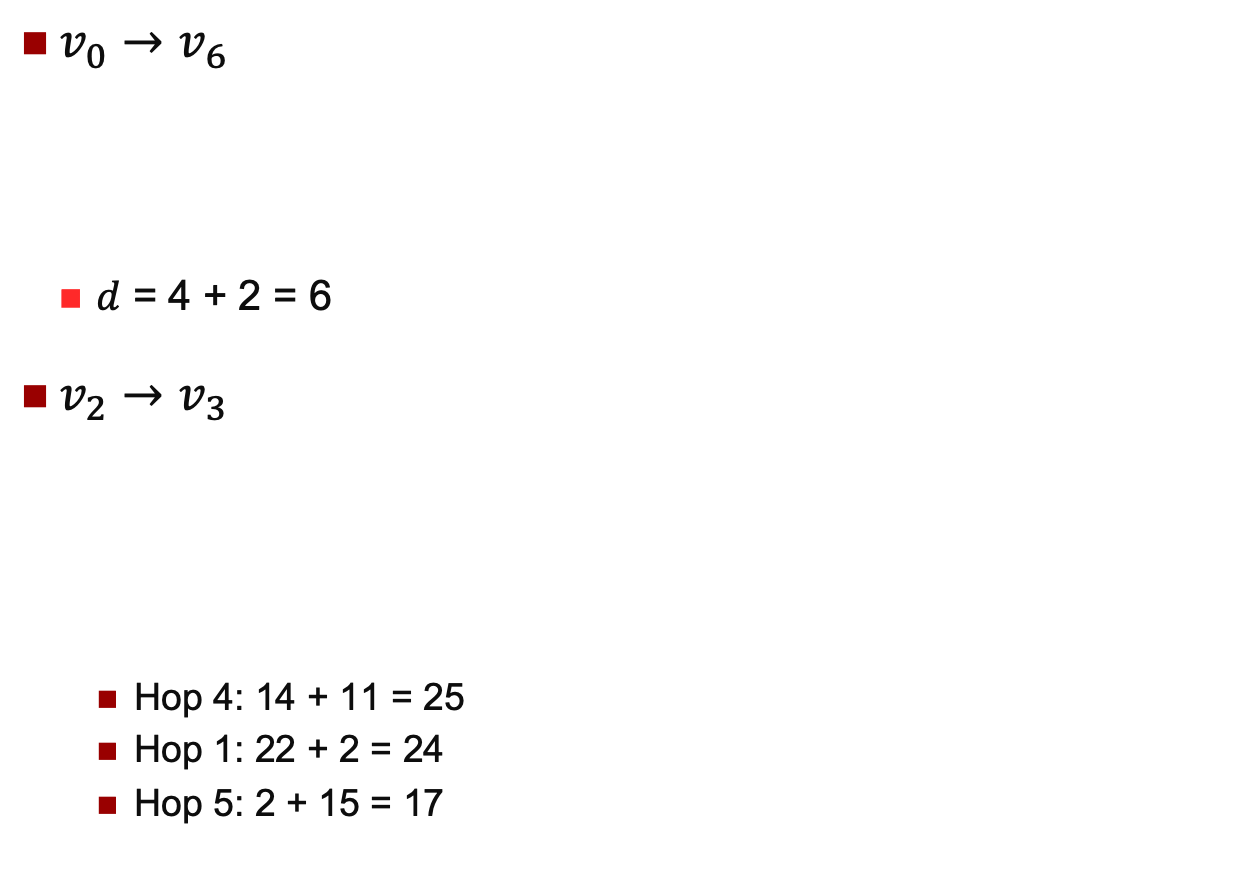 𝑣₀ → 𝑣₆
𝑑 = 4 + 2 = 6
𝑣₂ → 𝑣₃
Hop 4: 14 + 11 = 25
Hop 1: 22 + 2 = 24
Hop 5: 2 + 15 = 17